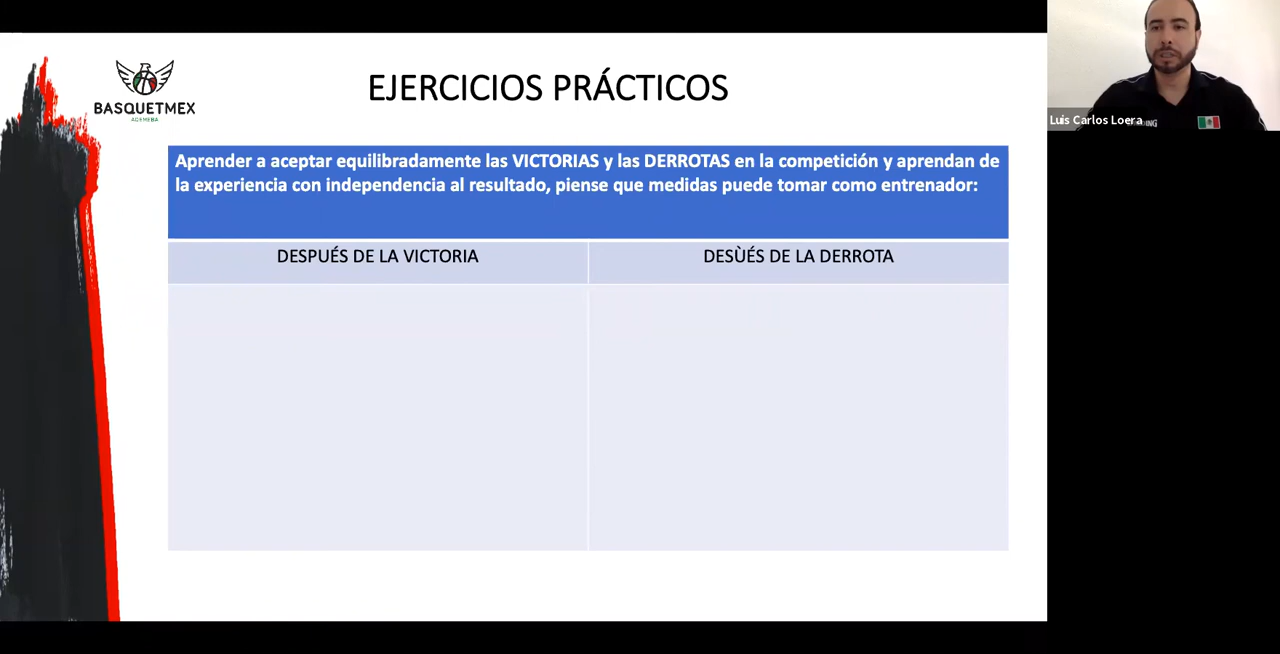 BASQUETMEX
ADEMEBA
EJERCICIOS PRÁCTICOS
Aprender a aceptar equilibradamente las VICTORIAS y las DERROTAS en la competición y aprendan de
la experiencia con independencia al resultado, piense que medidas puede tomar como entrenador:
DESPUÉS DE LA VICTORIA
DESÙÉS DE LA DERROTA
Luis Carlos Loera